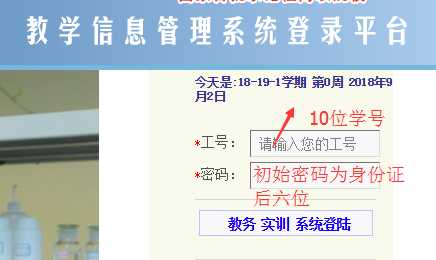 教学信息管理系统登录平台
今天是:18-19-1学期 第0周 2018年9
月2日
10位学号
*工号： 请输入您的工号
*密码： 初始密码为身份证
后六位
教务 实训 系统登陆